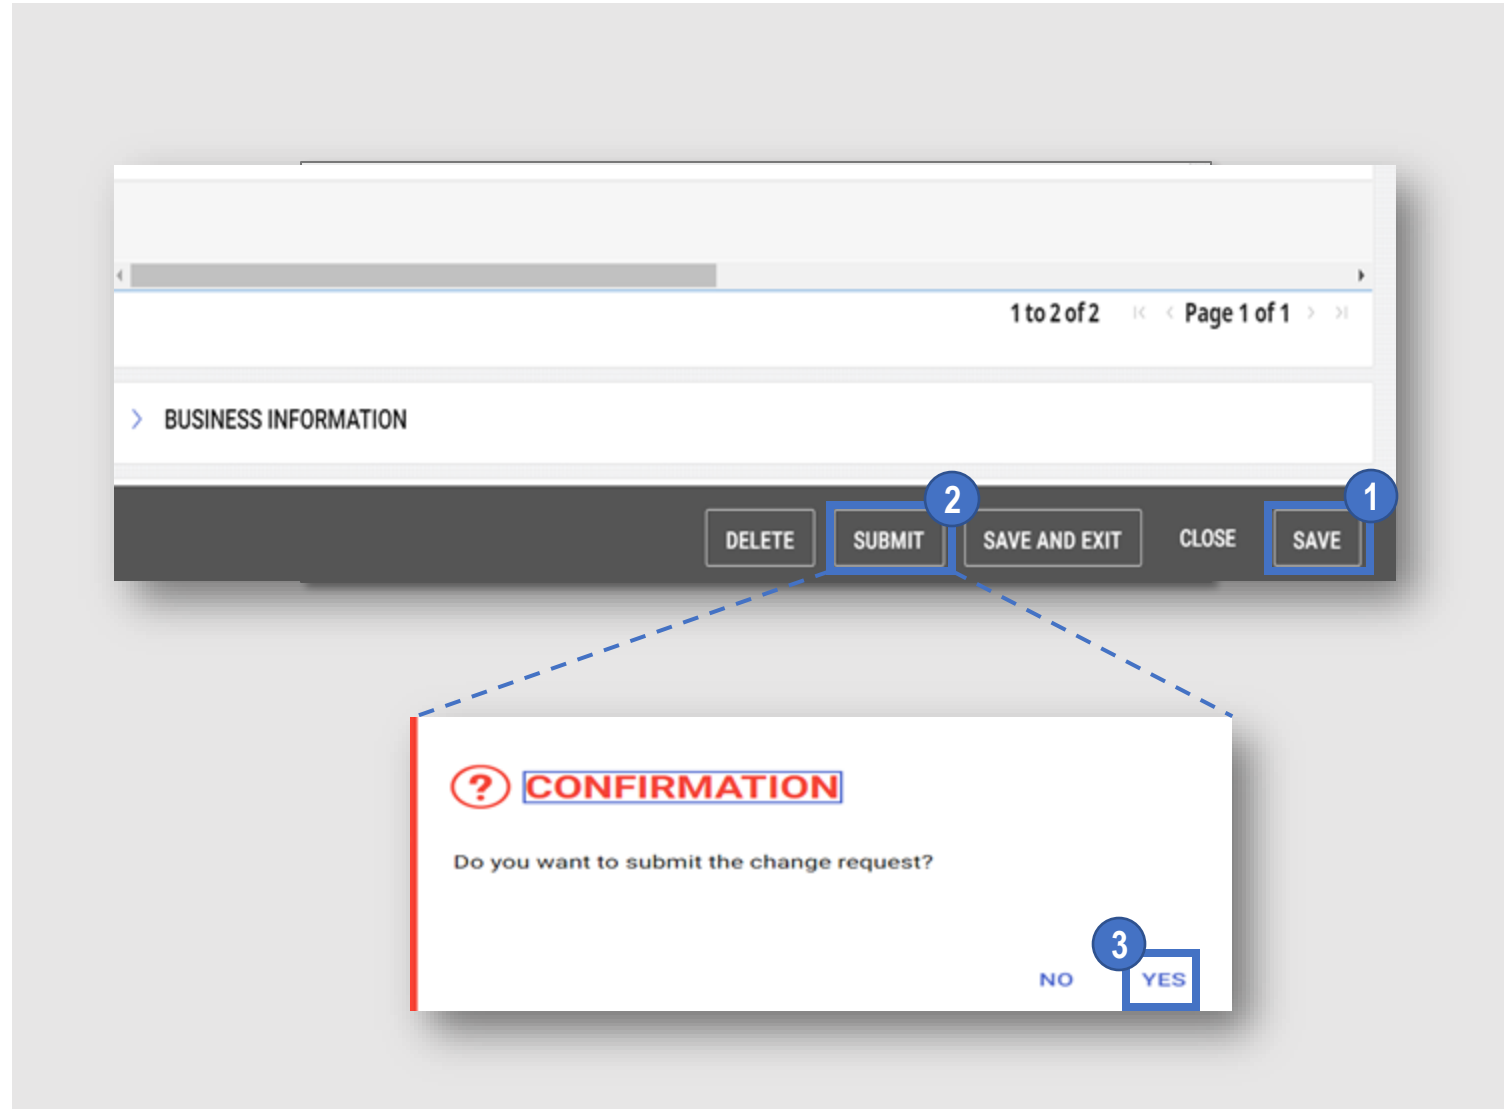 1 to 2 of 2 Page 1 of 1
BUSINESS INFORMATION
2
1
DELETE SUBMIT SAVE AND EXIT CLOSE SAVE
? CONFIRMATION
Do you want to submit the change request?
3
NO YES